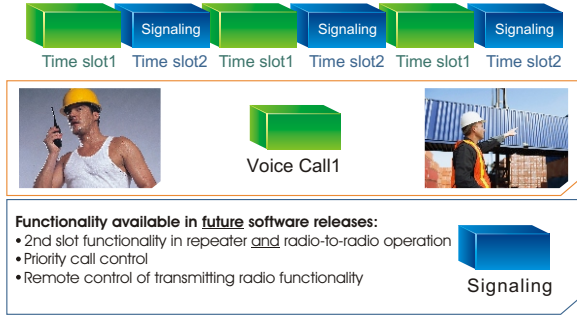 Signaling Signaling Signaling
Time slot1 Time slot2 Time slot1 Time slot2 Time slot1 Time slot2
Voice Call1
Functionality available in future software releases:
• 2nd slot functionality in repeater and radio-to-radio operation
• Priority call control
• Remote control of transmitting radio functionality
Signaling